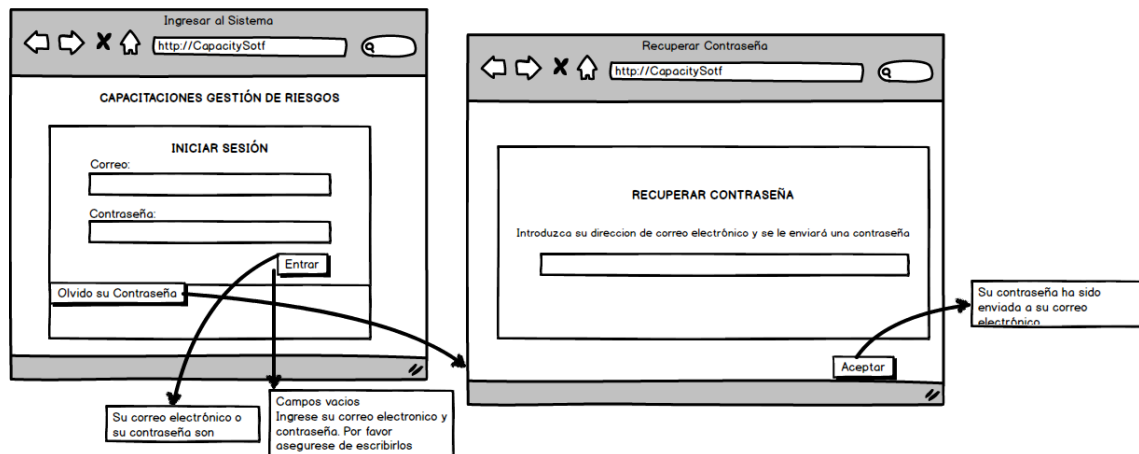 Ingresar al Sistema
http://CapacitySotf
CAPACITACIONES GESTIÓN DE RIESGOS
INICIAR SESIÓN
Correo:
Contraseña:
Entrar
Olvido su Contraseña
Su correo electrónico o
su contraseña son
Campos vacios
Ingrese su correo electronico y
contraseña. Por favor
asegurese de escribirlos
Recuperar Contraseña
http://CapacitySotf
RECUPERAR CONTRASEÑA
Introduzca su direccion de correo electrónico y se le enviará una contraseña
Aceptar
Su contraseña ha sido
enviada a su correo
electrónico